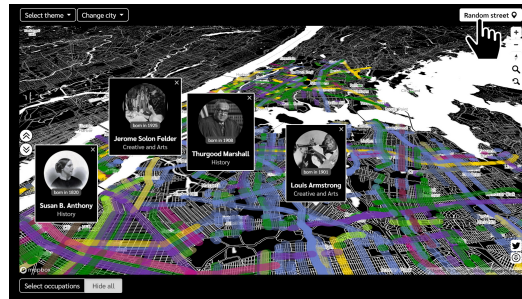 Select theme
Change city
Random street
born in 1925
Jerome Solon Felder
Creative and Arts
born in 1908
Thurgood Marshall
History
born in 1901
Louis Armstrong
Creative and Arts
born in 1820
Susan B. Anthony
History
mapbox
Select occupations
Hide all